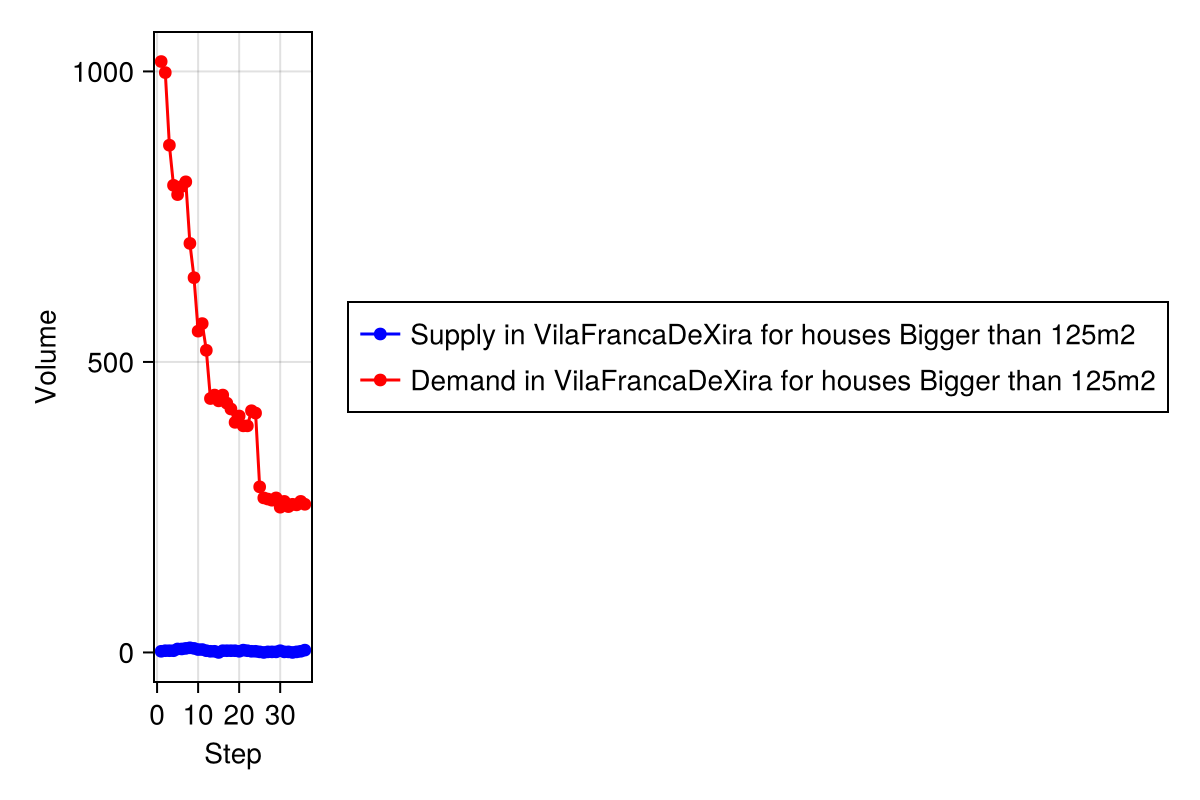 1000
500
0
Volume
0 10 20 30
Step
Supply in VilaFrancaDeXira for houses Bigger than 125m2
Demand in VilaFrancaDeXira for houses Bigger than 125m2